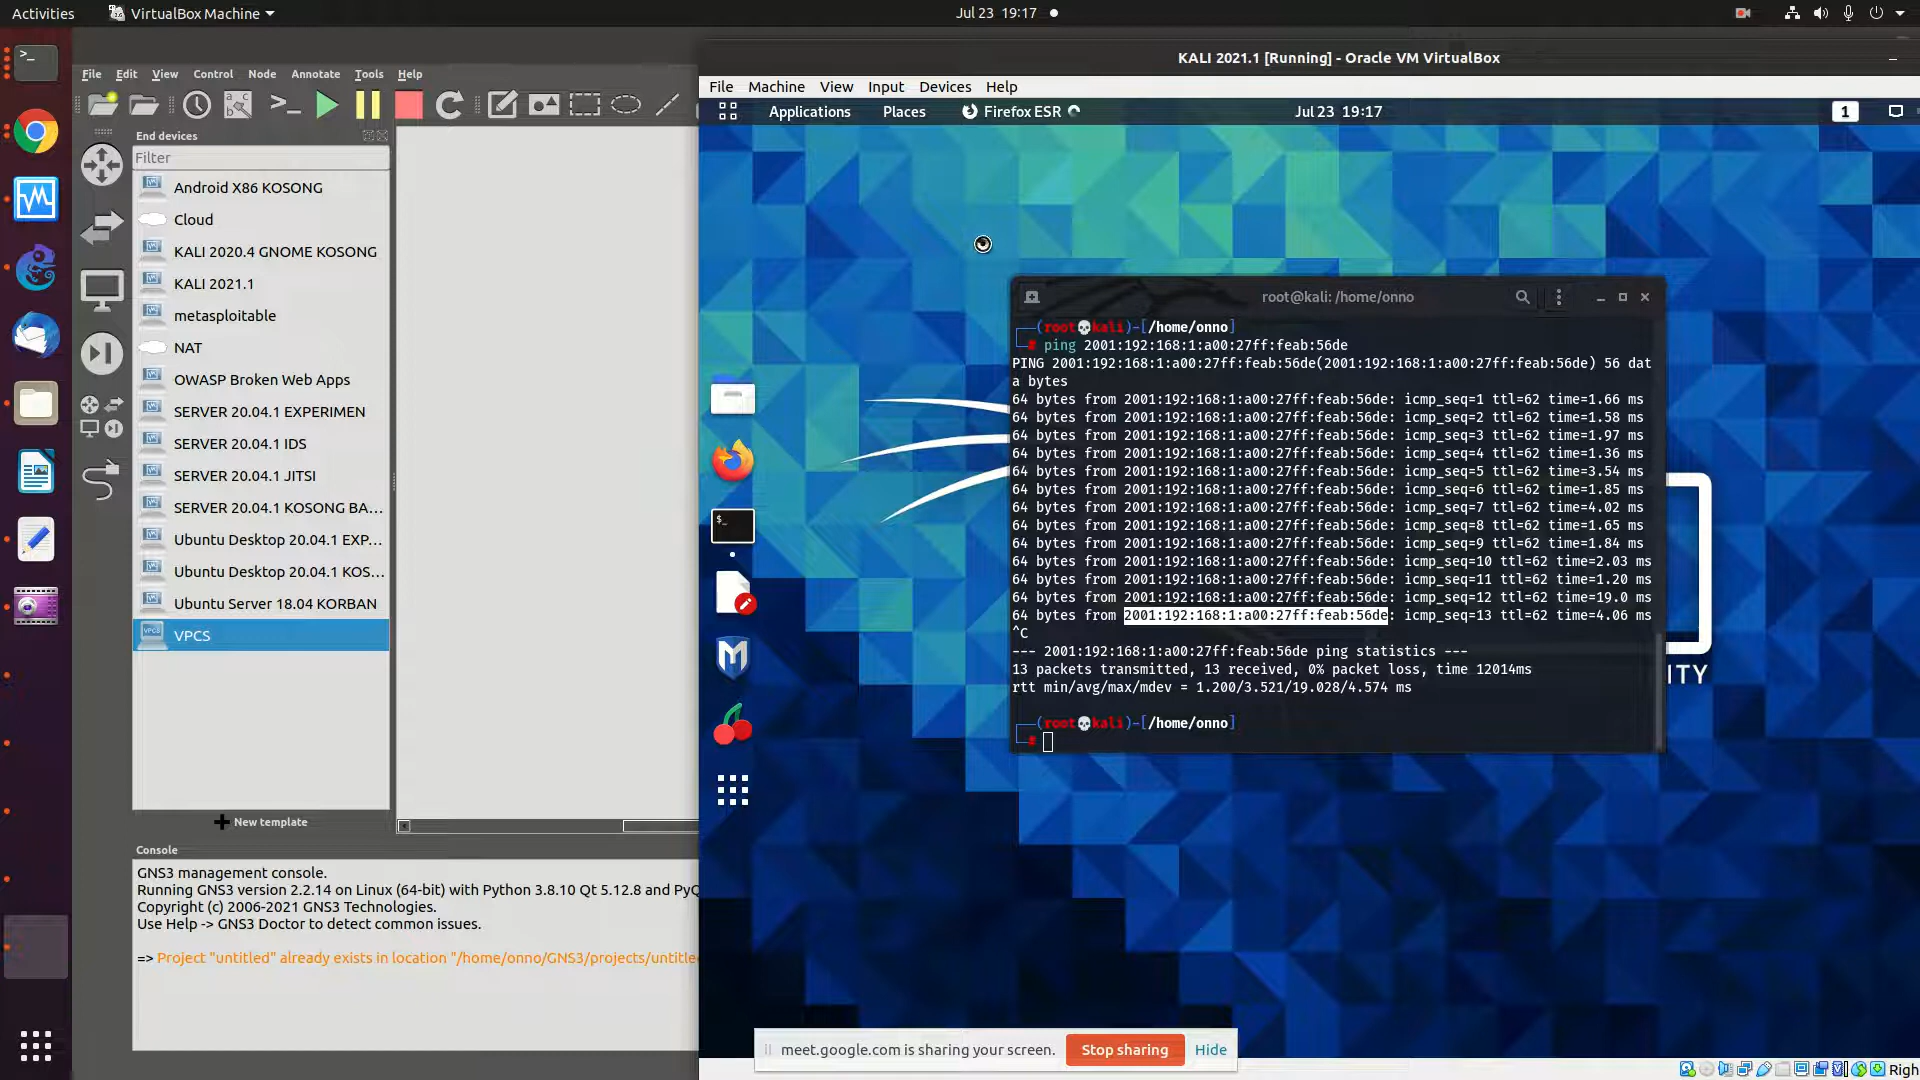 Activities
VirtualBox Machine
Jul 23 19:17
File Edit View Control Node Annotate Tools Help
End devices
Filter
Android X86 KOSONG
Cloud
KALI 2020.4 GNOME KOSONG
KALI 2021.1
metasploitable
NAT
OWASP Broken Web Apps
SERVER 20.04.1 EXPERIMEN
SERVER 20.04.1 IDS
SERVER 20.04.1 JITSI
SERVER 20.04.1 KOSONG BA...
Ubuntu Desktop 20.04.1 EXP...
Ubuntu Desktop 20.04.1 KOS...
Ubuntu Server 18.04 KORBAN
VPCS
New template
Console
GNS3 management console.
Running GNS3 version 2.2.14 on Linux (64-bit) with Python 3.8.10 Qt 5.12.8 and PyQ
Copyright (c) 2006-2021 GNS3 Technologies.
Use Help -> GNS3 Doctor to detect common issues.
=> Project "untitled" already exists in location "/home/onno/GNS3/projects/untitled
KALI 2021.1 [Running] - Oracle VM VirtualBox
File Machine View Input Devices Help
Applications Places Firefox ESR
Jul 23 19:17
1
root@kali: /home/onno
(root💀kali)-[/home/onno]
# ping 2001:192:168:1:a00:27ff:feab:56de
PING 2001:192:168:1:a00:27ff:feab:56de(2001:192:168:1:a00:27ff:feab:56de) 56 dat
a bytes
64 bytes from 2001:192:168:1:a00:27ff:feab:56de: icmp_seq=1 ttl=62 time=1.66 ms
64 bytes from 2001:192:168:1:a00:27ff:feab:56de: icmp_seq=2 ttl=62 time=1.58 ms
64 bytes from 2001:192:168:1:a00:27ff:feab:56de: icmp_seq=3 ttl=62 time=1.97 ms
64 bytes from 2001:192:168:1:a00:27ff:feab:56de: icmp_seq=4 ttl=62 time=1.36 ms
64 bytes from 2001:192:168:1:a00:27ff:feab:56de: icmp_seq=5 ttl=62 time=3.54 ms
64 bytes from 2001:192:168:1:a00:27ff:feab:56de: icmp_seq=6 ttl=62 time=1.85 ms
64 bytes from 2001:192:168:1:a00:27ff:feab:56de: icmp_seq=7 ttl=62 time=4.02 ms
64 bytes from 2001:192:168:1:a00:27ff:feab:56de: icmp_seq=8 ttl=62 time=1.65 ms
64 bytes from 2001:192:168:1:a00:27ff:feab:56de: icmp_seq=9 ttl=62 time=1.84 ms
64 bytes from 2001:192:168:1:a00:27ff:feab:56de: icmp_seq=10 ttl=62 time=2.03 ms
64 bytes from 2001:192:168:1:a00:27ff:feab:56de: icmp_seq=11 ttl=62 time=1.20 ms
64 bytes from 2001:192:168:1:a00:27ff:feab:56de: icmp_seq=12 ttl=62 time=19.0 ms
64 bytes from 2001:192:168:1:a00:27ff:feab:56de: icmp_seq=13 ttl=62 time=4.06 ms
^C
--- 2001:192:168:1:a00:27ff:feab:56de ping statistics ---
13 packets transmitted, 13 received, 0% packet loss, time 12014ms
rtt min/avg/max/mdev = 1.200/3.521/19.028/4.574 ms
(root💀kali)-[/home/onno]
#
ITY
meet.google.com is sharing your screen.
Stop sharing
Hide
Righ